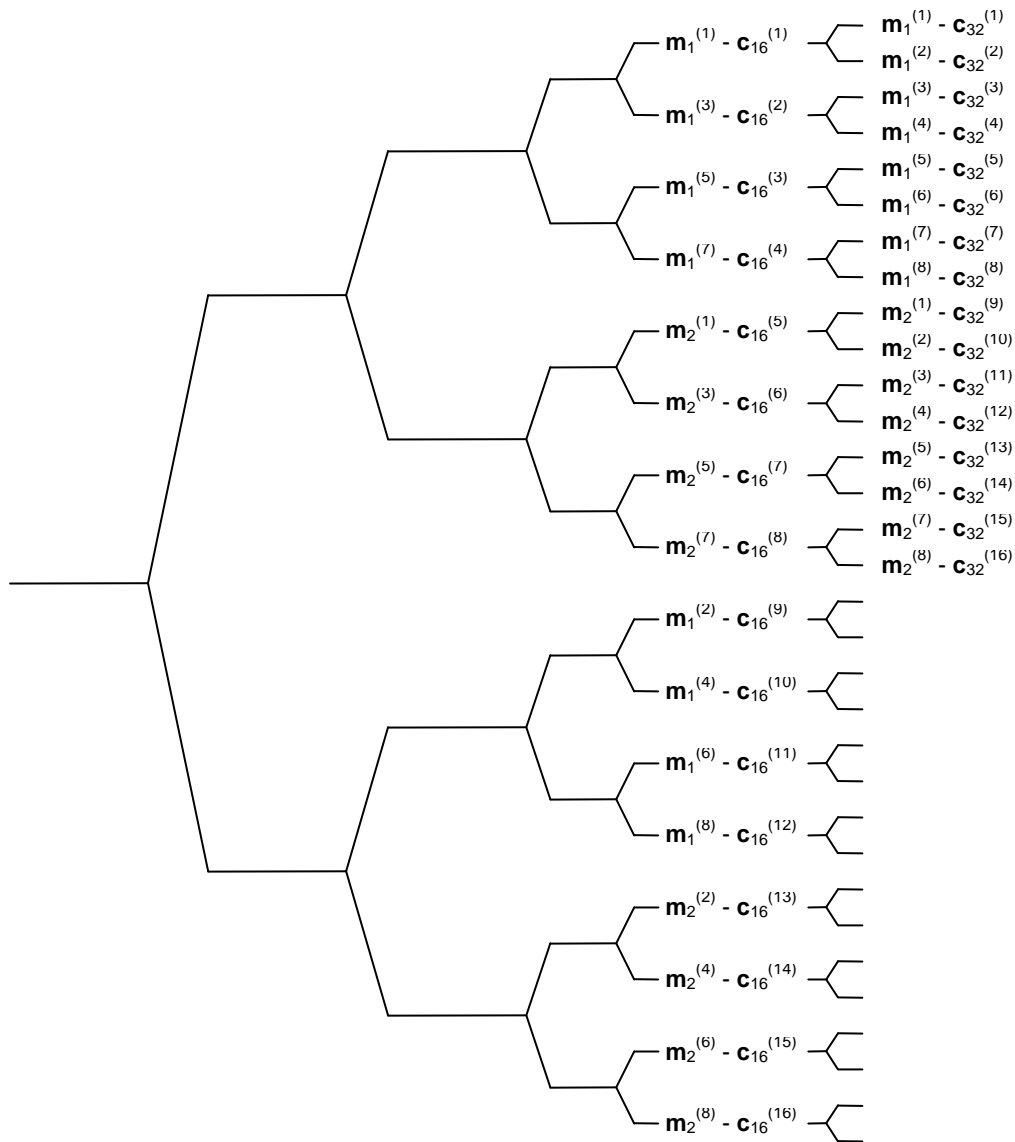 m₁⁽¹⁾ - c₁₆⁽¹⁾
m₁⁽³⁾ - c₁₆⁽²⁾
m₁⁽⁵⁾ - c₁₆⁽³⁾
m₁⁽⁷⁾ - c₁₆⁽⁴⁾
m₂⁽¹⁾ - c₁₆⁽⁵⁾
m₂⁽³⁾ - c₁₆⁽⁶⁾
m₂⁽⁵⁾ - c₁₆⁽⁷⁾
m₂⁽⁷⁾ - c₁₆⁽⁸⁾
m₁⁽²⁾ - c₁₆⁽⁹⁾
m₁⁽⁴⁾ - c₁₆⁽¹⁰⁾
m₁⁽⁶⁾ - c₁₆⁽¹¹⁾
m₁⁽⁸⁾ - c₁₆⁽¹²⁾
m₂⁽²⁾ - c₁₆⁽¹³⁾
m₂⁽⁴⁾ - c₁₆⁽¹⁴⁾
m₂⁽⁶⁾ - c₁₆⁽¹⁵⁾
m₂⁽⁸⁾ - c₁₆⁽¹⁶⁾
m₁⁽¹⁾ - c₃₂⁽¹⁾
m₁⁽²⁾ - c₃₂⁽²⁾
m₁⁽³⁾ - c₃₂⁽³⁾
m₁⁽⁴⁾ - c₃₂⁽⁴⁾
m₁⁽⁵⁾ - c₃₂⁽⁵⁾
m₁⁽⁶⁾ - c₃₂⁽⁶⁾
m₁⁽⁷⁾ - c₃₂⁽⁷⁾
m₁⁽⁸⁾ - c₃₂⁽⁸⁾
m₂⁽¹⁾ - c₃₂⁽⁹⁾
m₂⁽²⁾ - c₃₂⁽¹⁰⁾
m₂⁽³⁾ - c₃₂⁽¹¹⁾
m₂⁽⁴⁾ - c₃₂⁽¹²⁾
m₂⁽⁵⁾ - c₃₂⁽¹³⁾
m₂⁽⁶⁾ - c₃₂⁽¹⁴⁾
m₂⁽⁷⁾ - c₃₂⁽¹⁵⁾
m₂⁽⁸⁾ - c₃₂⁽¹⁶⁾